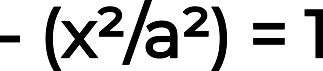 - (x²/a²) = 1